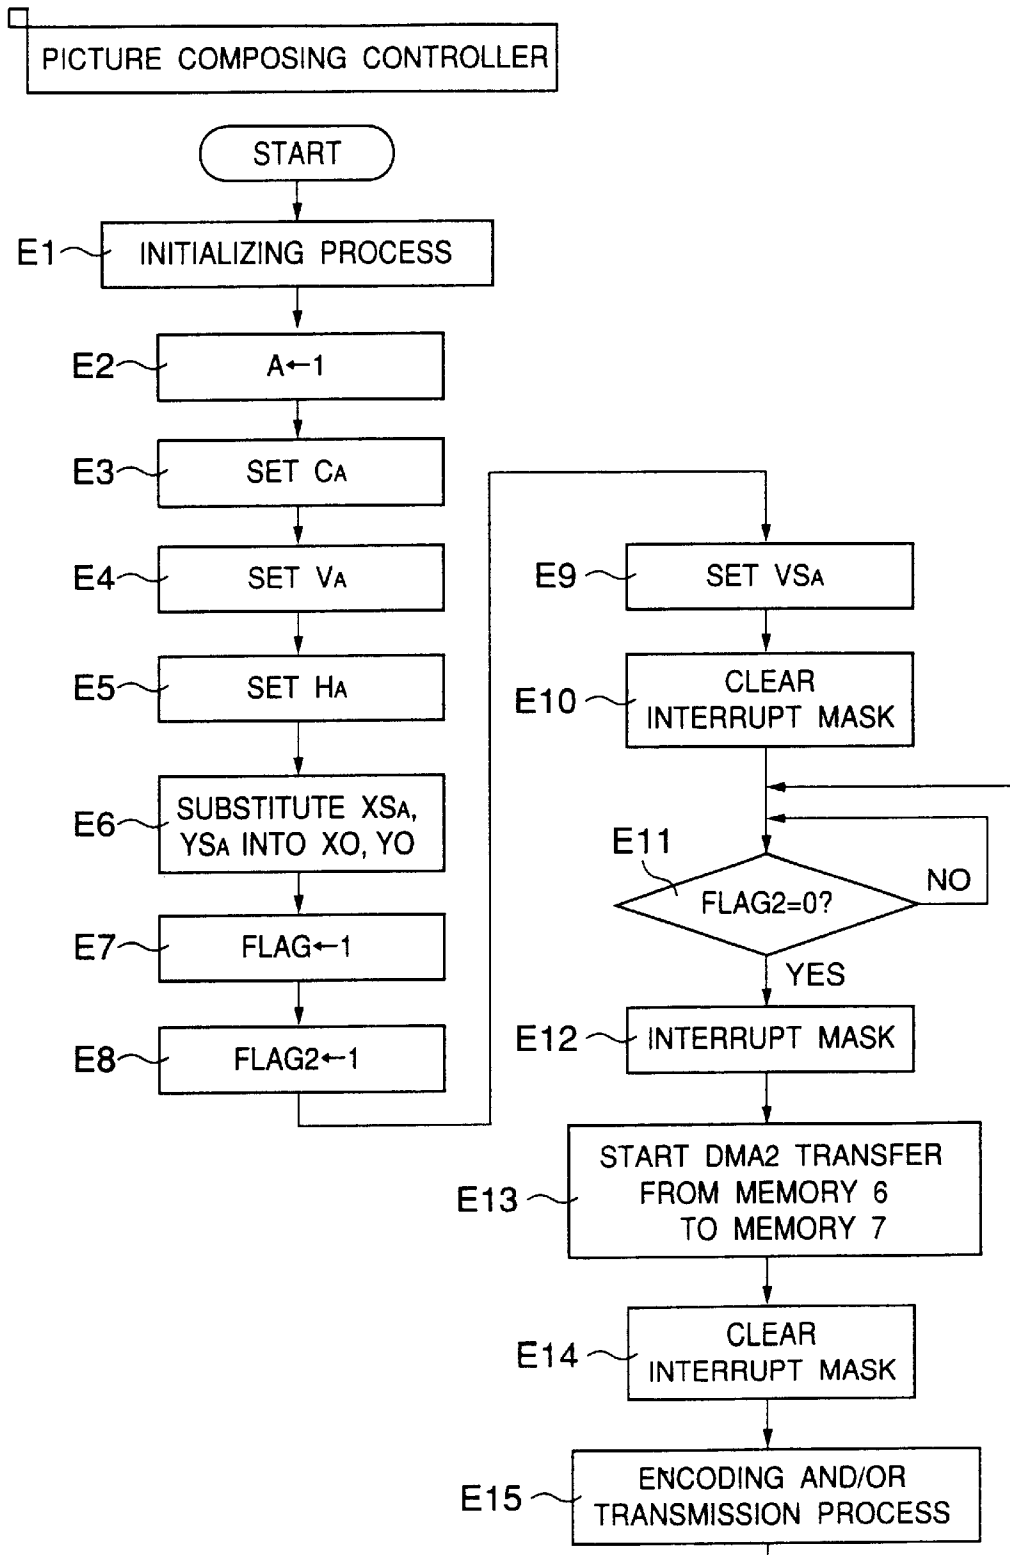 PICTURE COMPOSING CONTROLLER
START
E1
INITIALIZING PROCESS
E2
A←1
E3
SET CA
E4
SET VA
E5
SET HA
E6
SUBSTITUTE XSA,
YSA INTO XO, YO
E7
FLAG←1
E8
FLAG2←1
E9
SET VSA
E10
CLEAR
INTERRUPT MASK
E11
FLAG2=0?
NO
YES
E12
INTERRUPT MASK
E13
START DMA2 TRANSFER
FROM MEMORY 6
TO MEMORY 7
E14
CLEAR
INTERRUPT MASK
E15
ENCODING AND/OR
TRANSMISSION PROCESS